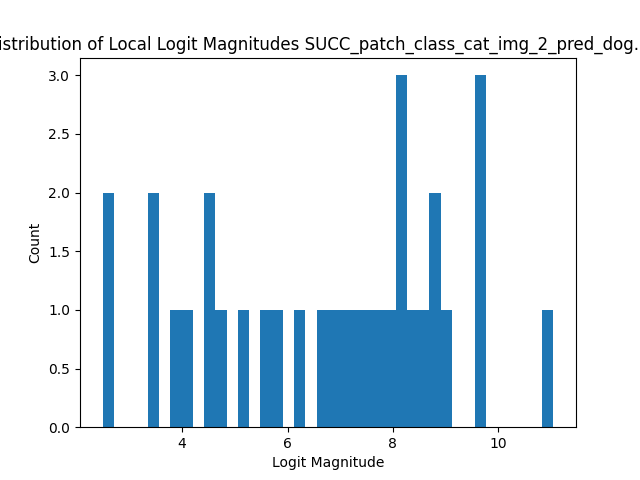 istribution of Local Logit Magnitudes SUCC_patch_class_cat_img_2_pred_dog.
3.0
2.5
2.0
1.5
1.0
0.5
0.0
Count
4 6 8 10
Logit Magnitude